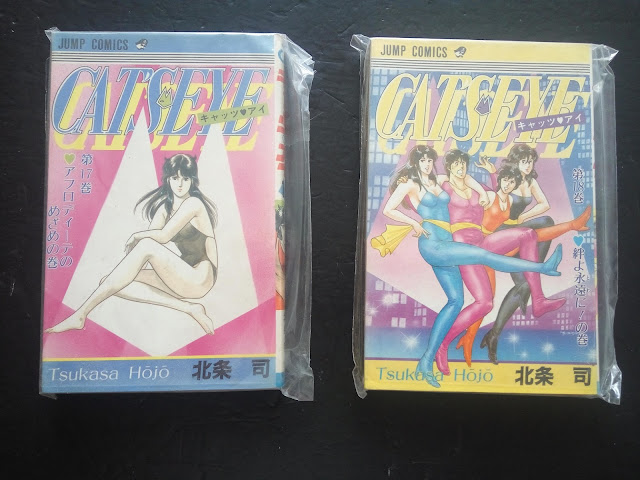 JUMP COMICS
CAT'S EYE
キャッツ♥アイ
第17巻
♥アフロディーテの
めざめの巻
Tsukasa Hōjō 北条 司
JUMP COMICS
CAT'S EYE
キャッツ♥アイ
第18巻
♥絆よ永遠に!の巻
Tsukasa Hōjō 北条 司